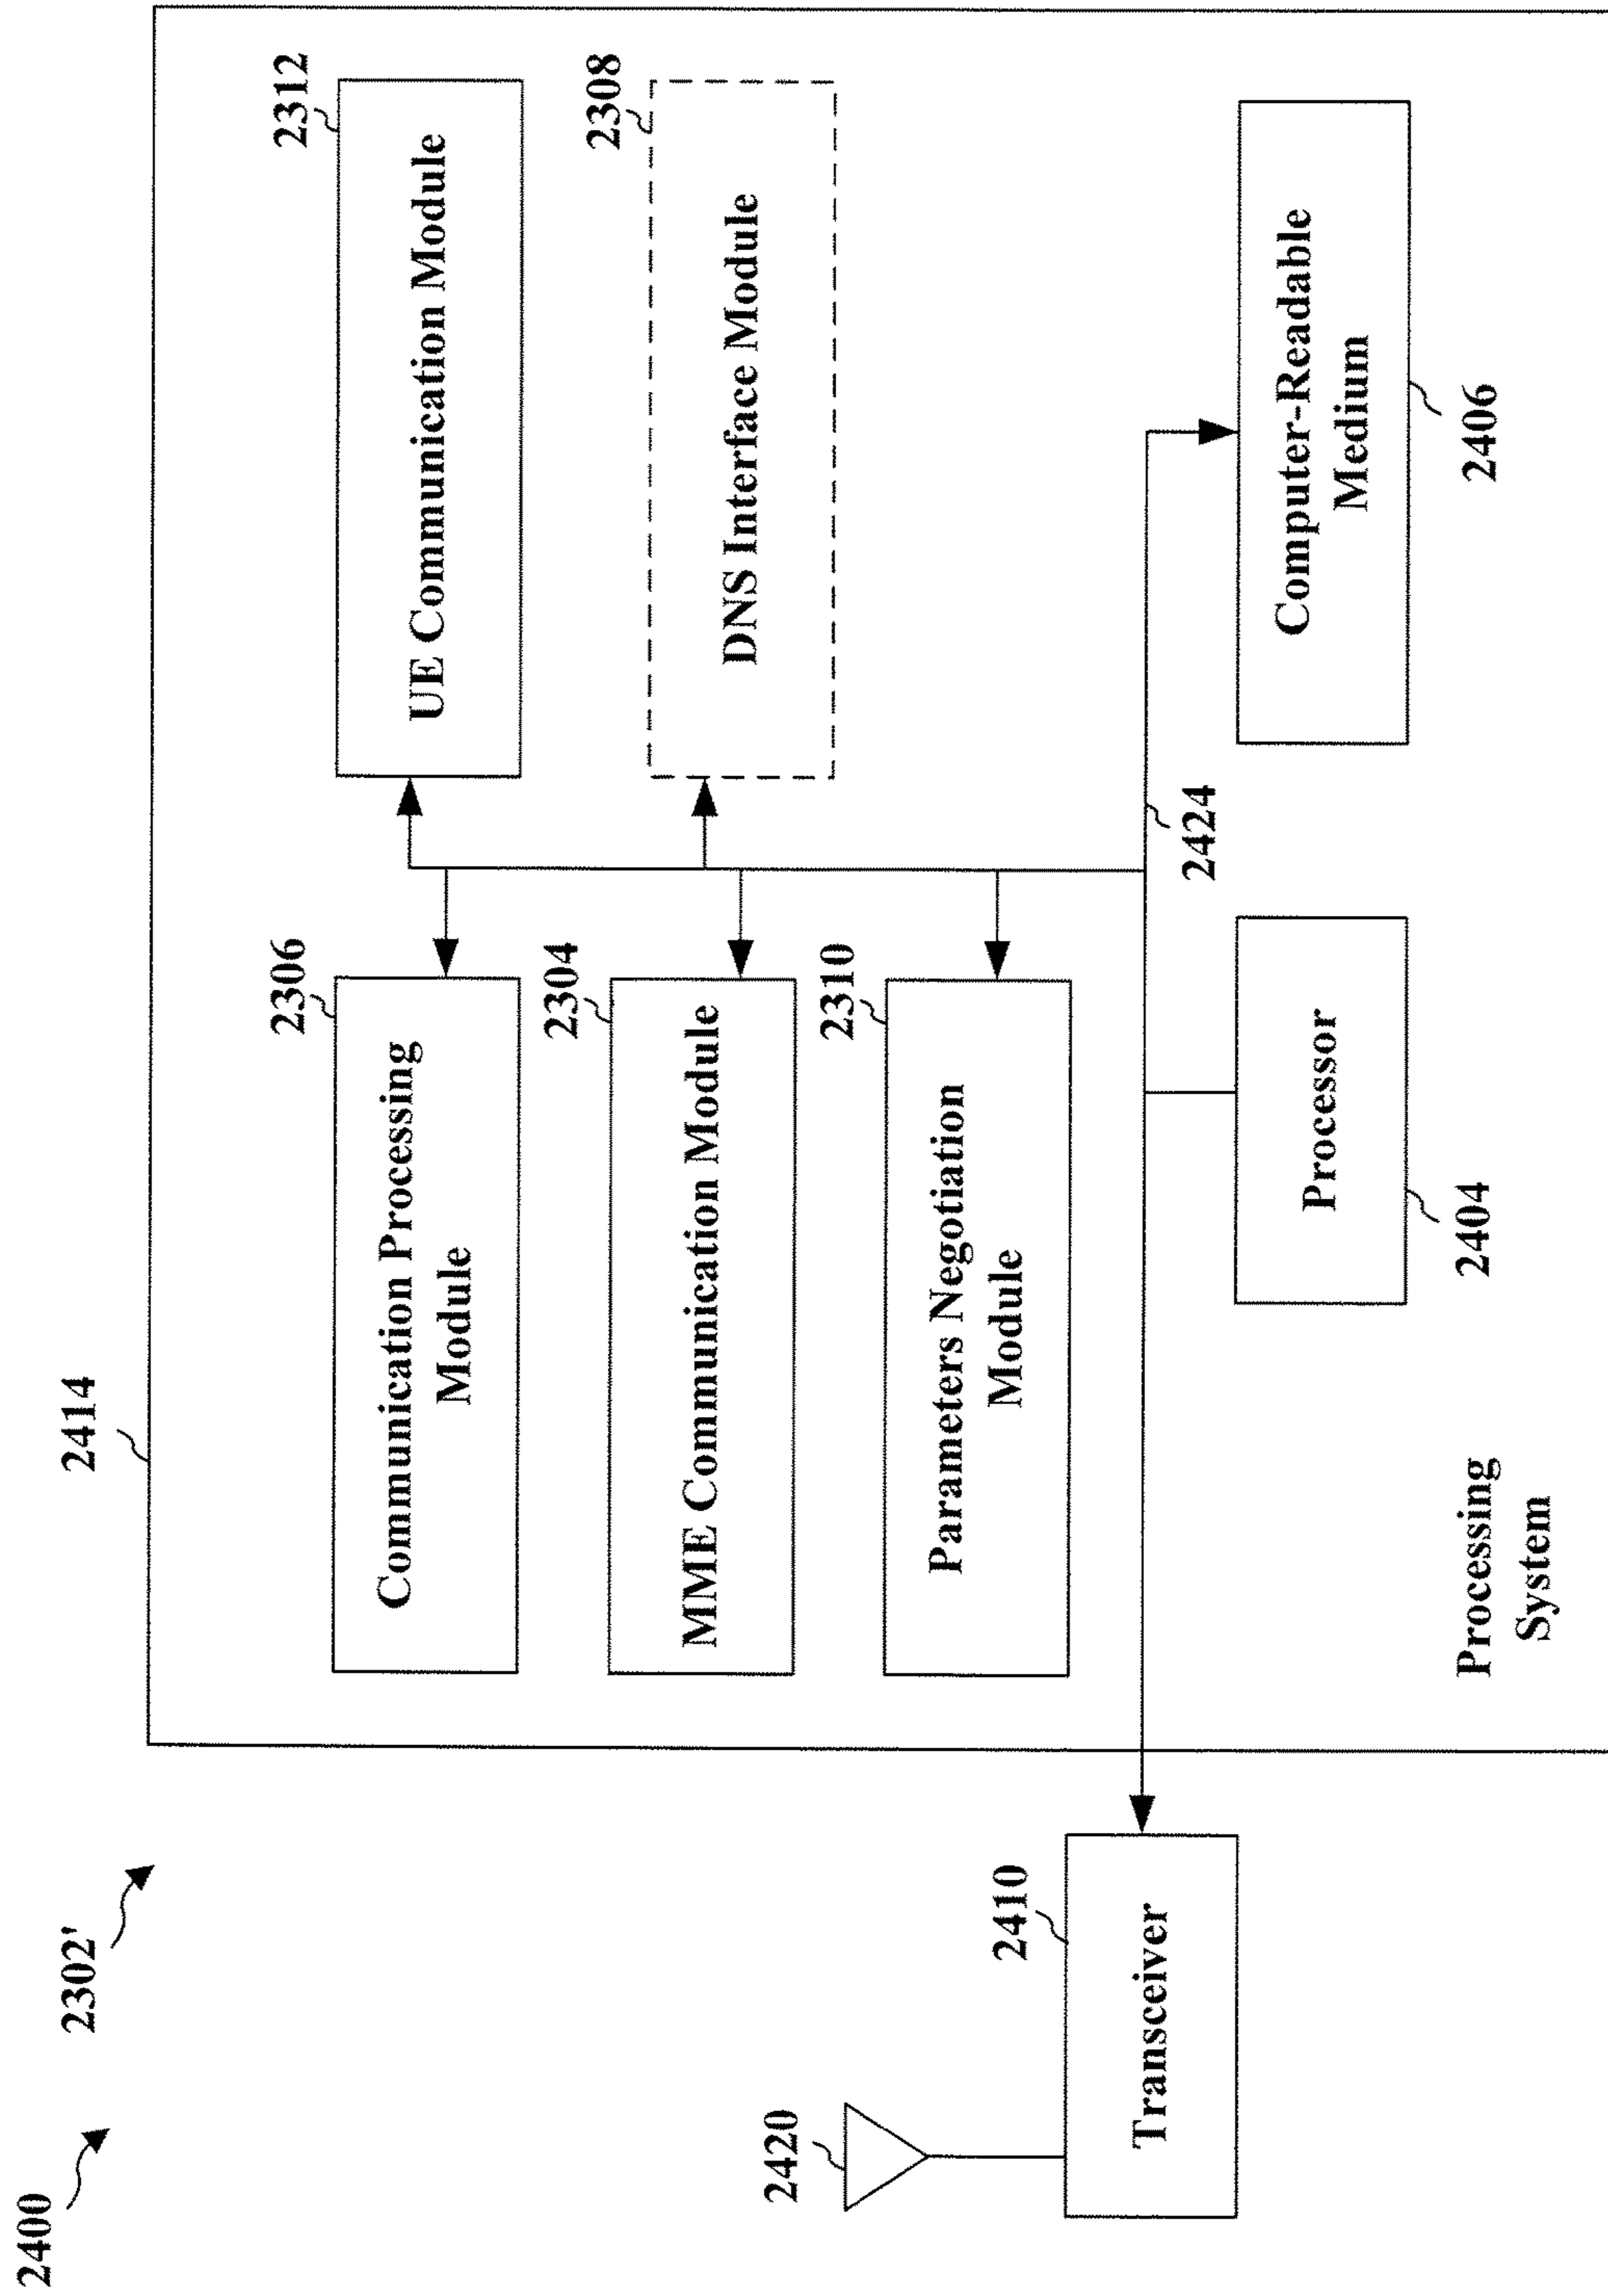 2400
2302'
2414
2306
Communication Processing
Module
2312
UE Communication Module
2304
MME Communication Module
2308
DNS Interface Module
2310
Parameters Negotiation
Module
2420
2410
Transceiver
2424
Processor
2404
Computer-Readable
Medium
2406
Processing
System